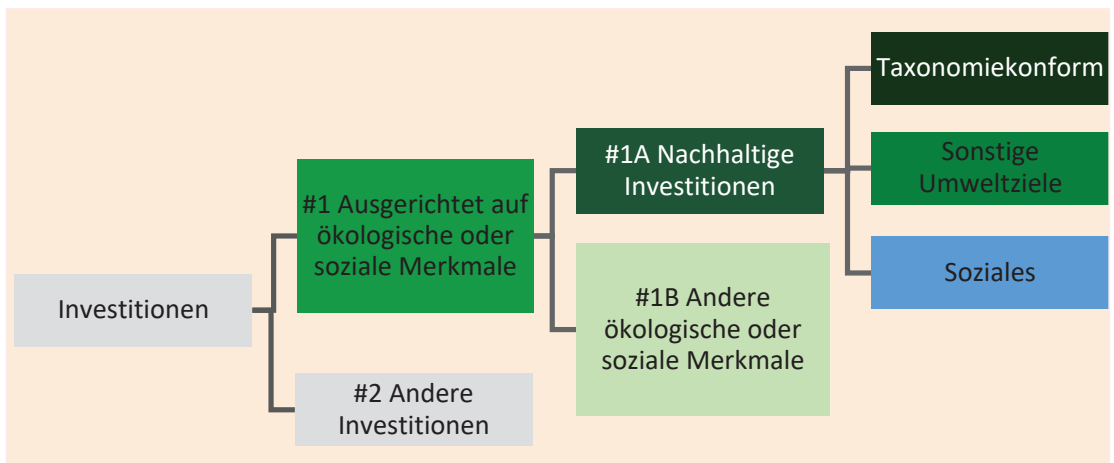 Investitionen
#1 Ausgerichtet auf
ökologische oder
soziale Merkmale
#2 Andere
Investitionen
#1A Nachhaltige
Investitionen
#1B Andere
ökologische oder
soziale Merkmale
Taxonomiekonform
Sonstige
Umweltziele
Soziales